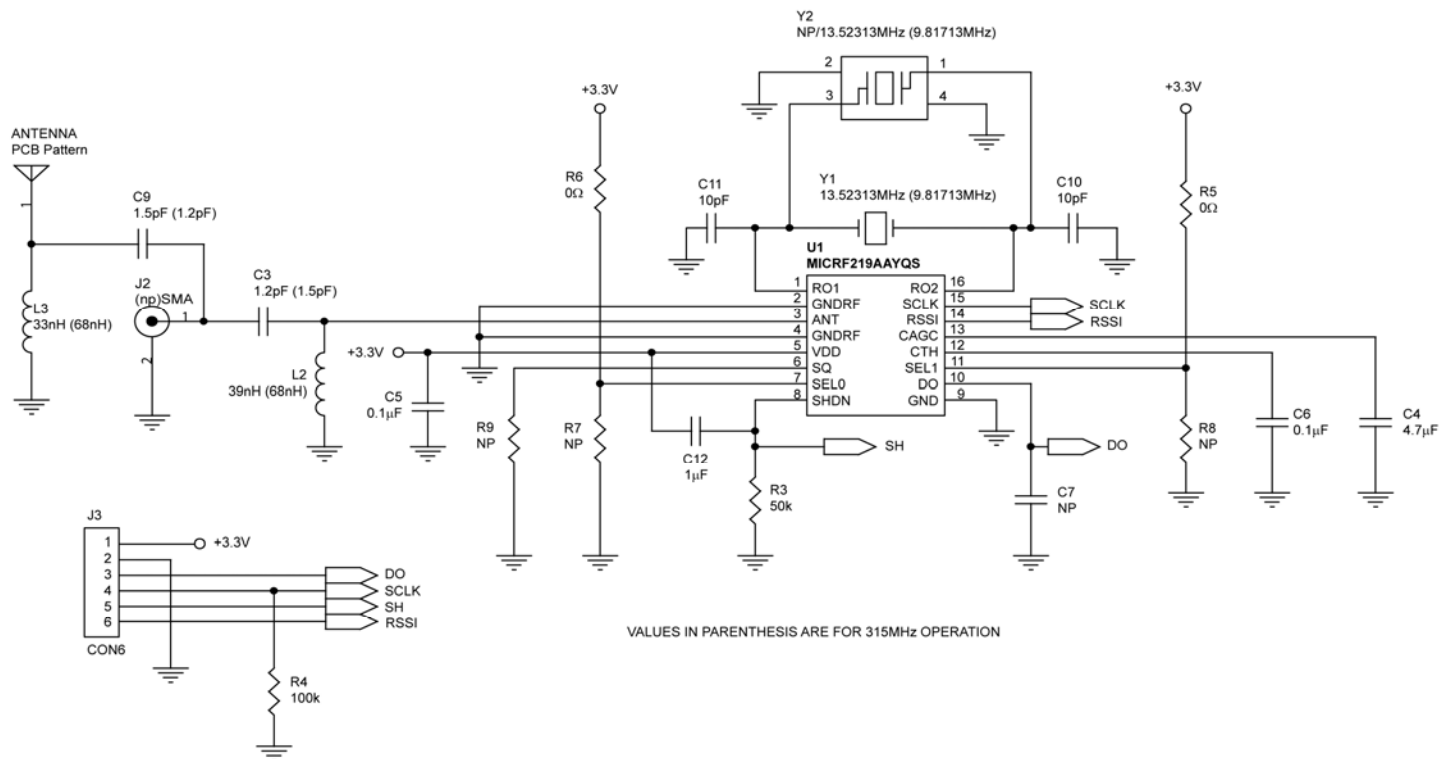 Y2
NP/13.52313MHz (9.81713MHz)
2
1
3
4
+3.3V
+3.3V
ANTENNA
PCB Pattern
1
C9
1.5pF (1.2pF)
R6
0Ω
C11
10pF
Y1
13.52313MHz (9.81713MHz)
C10
10pF
R5
0Ω
L3
33nH (68nH)
J2
(np)SMA
1
2
C3
1.2pF (1.5pF)
L2
39nH (68nH)
U1
MICRF219AAYQS
1 RO1 RO2 16
2 GNDRF SCLK 15
3 ANT RSSI 14
4 GNDRF CAGC 13
5 VDD CTH 12
6 SQ SEL1 11
7 SEL0 DO 10
8 SHDN GND 9
SCLK
RSSI
+3.3V
C5
0.1µF
R9
NP
R7
NP
C12
1µF
SH
R3
50k
DO
C7
NP
R8
NP
C6
0.1µF
C4
4.7µF
J3
1 +3.3V
2
3 DO
4 SCLK
5 SH
6 RSSI
CON6
R4
100k
VALUES IN PARENTHESIS ARE FOR 315MHz OPERATION